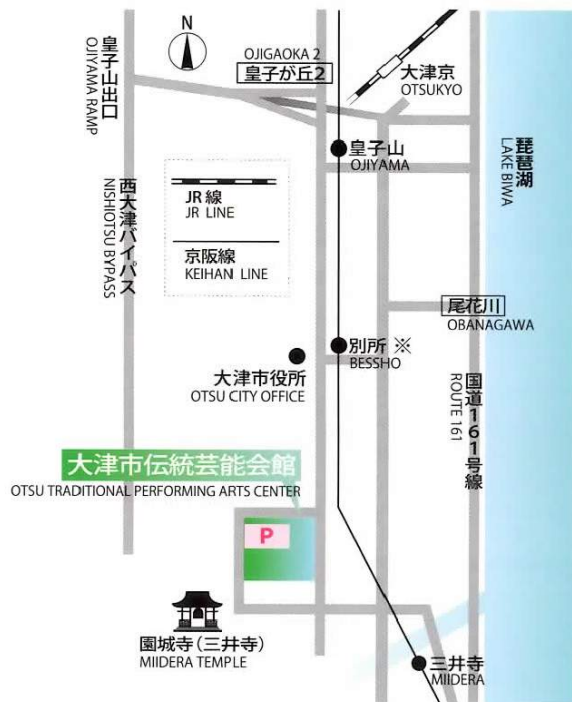 N
皇子山出口
OJIYAMA RAMP
OJIGAOKA 2
皇子が丘2
大津京
OTSUKYO
皇子山
OJIYAMA
琵琶湖
LAKE BIWA
JR線
JR LINE
京阪線
KEIHAN LINE
西大津バイパス
NISHIOTSU BYPASS
尾花川
OBANAGAWA
別所 ※
BESSHO
大津市役所
OTSU CITY OFFICE
国道161号線
ROUTE 161
大津市伝統芸能会館
OTSU TRADITIONAL PERFORMING ARTS CENTER
P
園城寺(三井寺)
MIIDERA TEMPLE
三井寺
MIIDERA